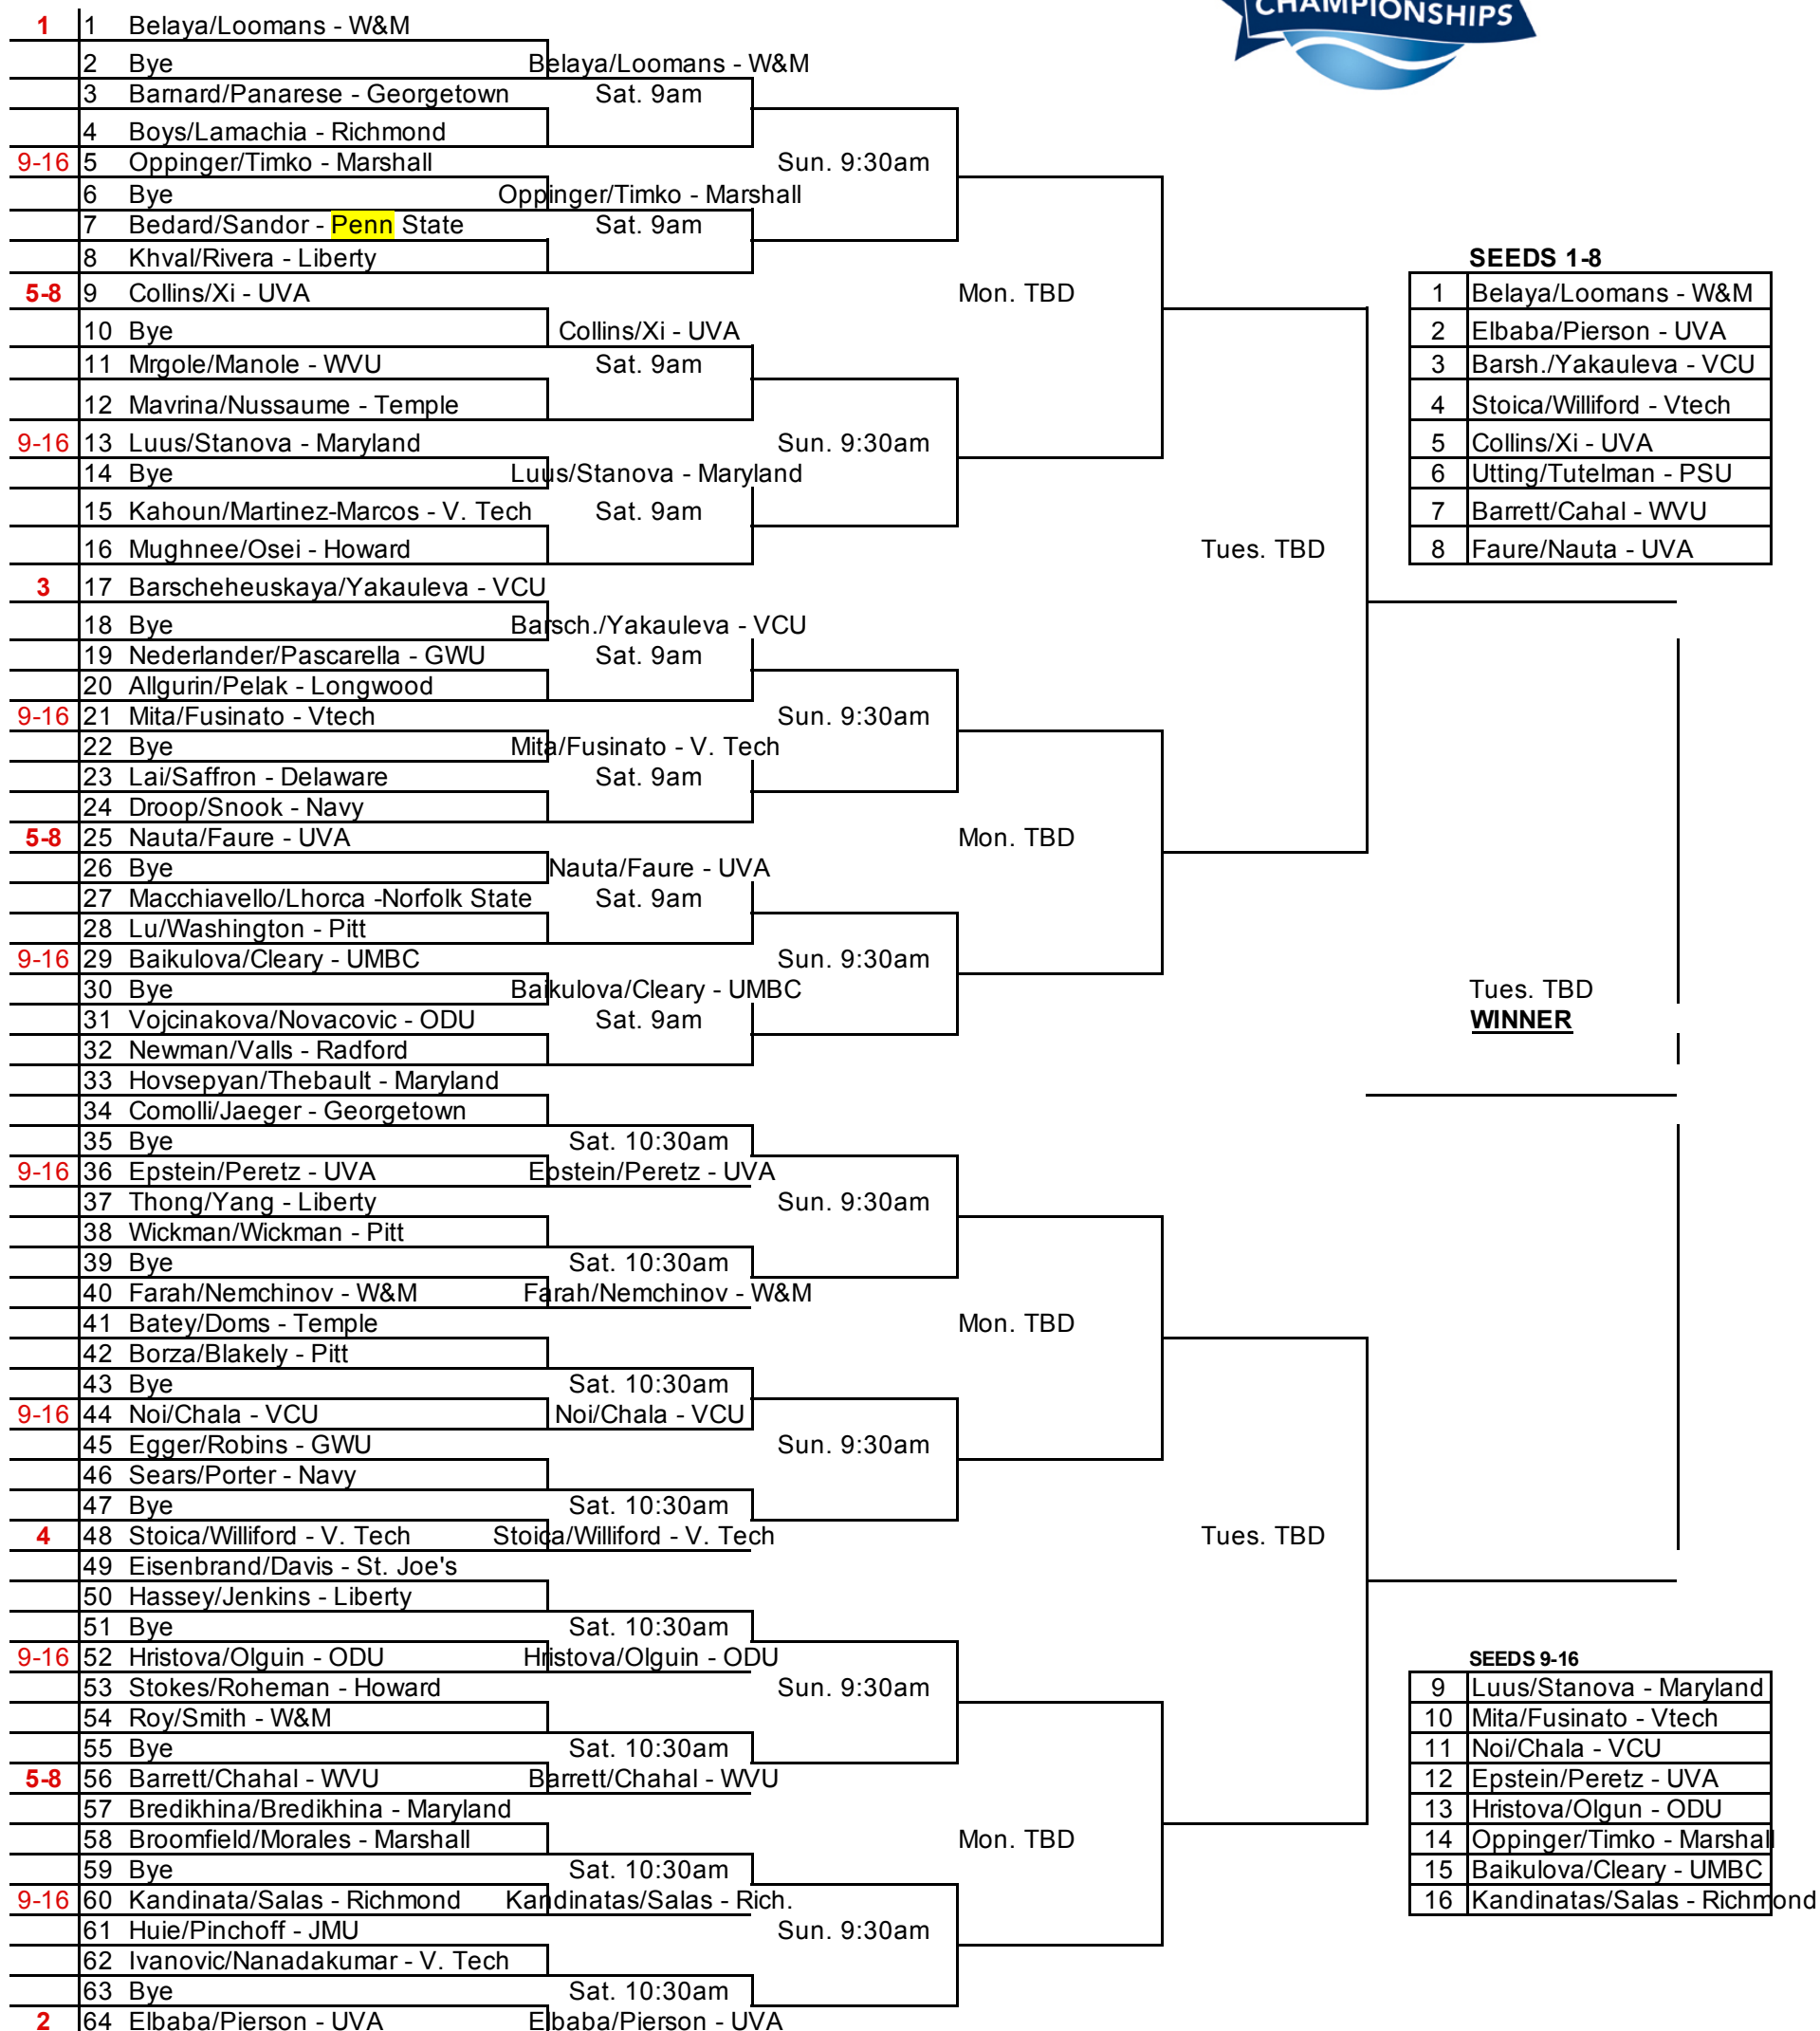 CHAMPIONSHIPS
1 1 Belaya/Loomans - W&M
2 Bye Belaya/Loomans - W&M
3 Barnard/Panarese - Georgetown Sat. 9am
4 Boys/Lamachia - Richmond
9-16 5 Oppinger/Timko - Marshall Sun. 9:30am
6 Bye Oppinger/Timko - Marshall
7 Bedard/Sandor - Penn State Sat. 9am
8 Khval/Rivera - Liberty SEEDS 1-8
5-8 9 Collins/Xi - UVA Mon. TBD 1 Belaya/Loomans - W&M
10 Bye Collins/Xi - UVA 2 Elbaba/Pierson - UVA
11 Mrgole/Manole - WVU Sat. 9am 3 Barsh./Yakauleva - VCU
12 Mavrina/Nussaume - Temple 4 Stoica/Williford - Vtech
9-16 13 Luus/Stanova - Maryland Sun. 9:30am 5 Collins/Xi - UVA
14 Bye Luus/Stanova - Maryland 6 Utting/Tutelman - PSU
15 Kahoun/Martinez-Marcos - V. Tech Sat. 9am 7 Barrett/Cahal - WVU
16 Mughnee/Osei - Howard Tues. TBD 8 Faure/Nauta - UVA
3 17 Barscheheuskaya/Yakauleva - VCU
18 Bye Barsch./Yakauleva - VCU
19 Nederlander/Pascarella - GWU Sat. 9am
20 Allgurin/Pelak - Longwood
9-16 21 Mita/Fusinato - Vtech Sun. 9:30am
22 Bye Mita/Fusinato - V. Tech
23 Lai/Saffron - Delaware Sat. 9am
24 Droop/Snook - Navy
5-8 25 Nauta/Faure - UVA Mon. TBD
26 Bye Nauta/Faure - UVA
27 Macchiavello/Lhorca -Norfolk State Sat. 9am
28 Lu/Washington - Pitt
9-16 29 Baikulova/Cleary - UMBC Sun. 9:30am
30 Bye Baikulova/Cleary - UMBC Tues. TBD
31 Vojcinakova/Novacovic - ODU Sat. 9am WINNER
32 Newman/Valls - Radford
33 Hovsepyan/Thebault - Maryland
34 Comolli/Jaeger - Georgetown
35 Bye Sat. 10:30am
9-16 36 Epstein/Peretz - UVA Epstein/Peretz - UVA
37 Thong/Yang - Liberty Sun. 9:30am
38 Wickman/Wickman - Pitt
39 Bye Sat. 10:30am
40 Farah/Nemchinov - W&M Farah/Nemchinov - W&M
41 Batey/Doms - Temple Mon. TBD
42 Borza/Blakely - Pitt
43 Bye Sat. 10:30am
9-16 44 Noi/Chala - VCU Noi/Chala - VCU
45 Egger/Robins - GWU Sun. 9:30am
46 Sears/Porter - Navy
47 Bye Sat. 10:30am
4 48 Stoica/Williford - V. Tech Stoica/Williford - V. Tech Tues. TBD
49 Eisenbrand/Davis - St. Joe's
50 Hassey/Jenkins - Liberty
51 Bye Sat. 10:30am
9-16 52 Hristova/Olguin - ODU Hristova/Olguin - ODU SEEDS 9-16
53 Stokes/Roheman - Howard Sun. 9:30am 9 Luus/Stanova - Maryland
54 Roy/Smith - W&M 10 Mita/Fusinato - Vtech
55 Bye Sat. 10:30am 11 Noi/Chala - VCU
5-8 56 Barrett/Chahal - WVU Barrett/Chahal - WVU 12 Epstein/Peretz - UVA
57 Bredikhina/Bredikhina - Maryland 13 Hristova/Olgun - ODU
58 Broomfield/Morales - Marshall Mon. TBD 14 Oppinger/Timko - Marshall
59 Bye Sat. 10:30am 15 Baikulova/Cleary - UMBC
9-16 60 Kandinata/Salas - Richmond Kandinatas/Salas - Rich. 16 Kandinatas/Salas - Richmond
61 Huie/Pinchoff - JMU Sun. 9:30am
62 Ivanovic/Nanadakumar - V. Tech
63 Bye Sat. 10:30am
2 64 Elbaba/Pierson - UVA Elbaba/Pierson - UVA